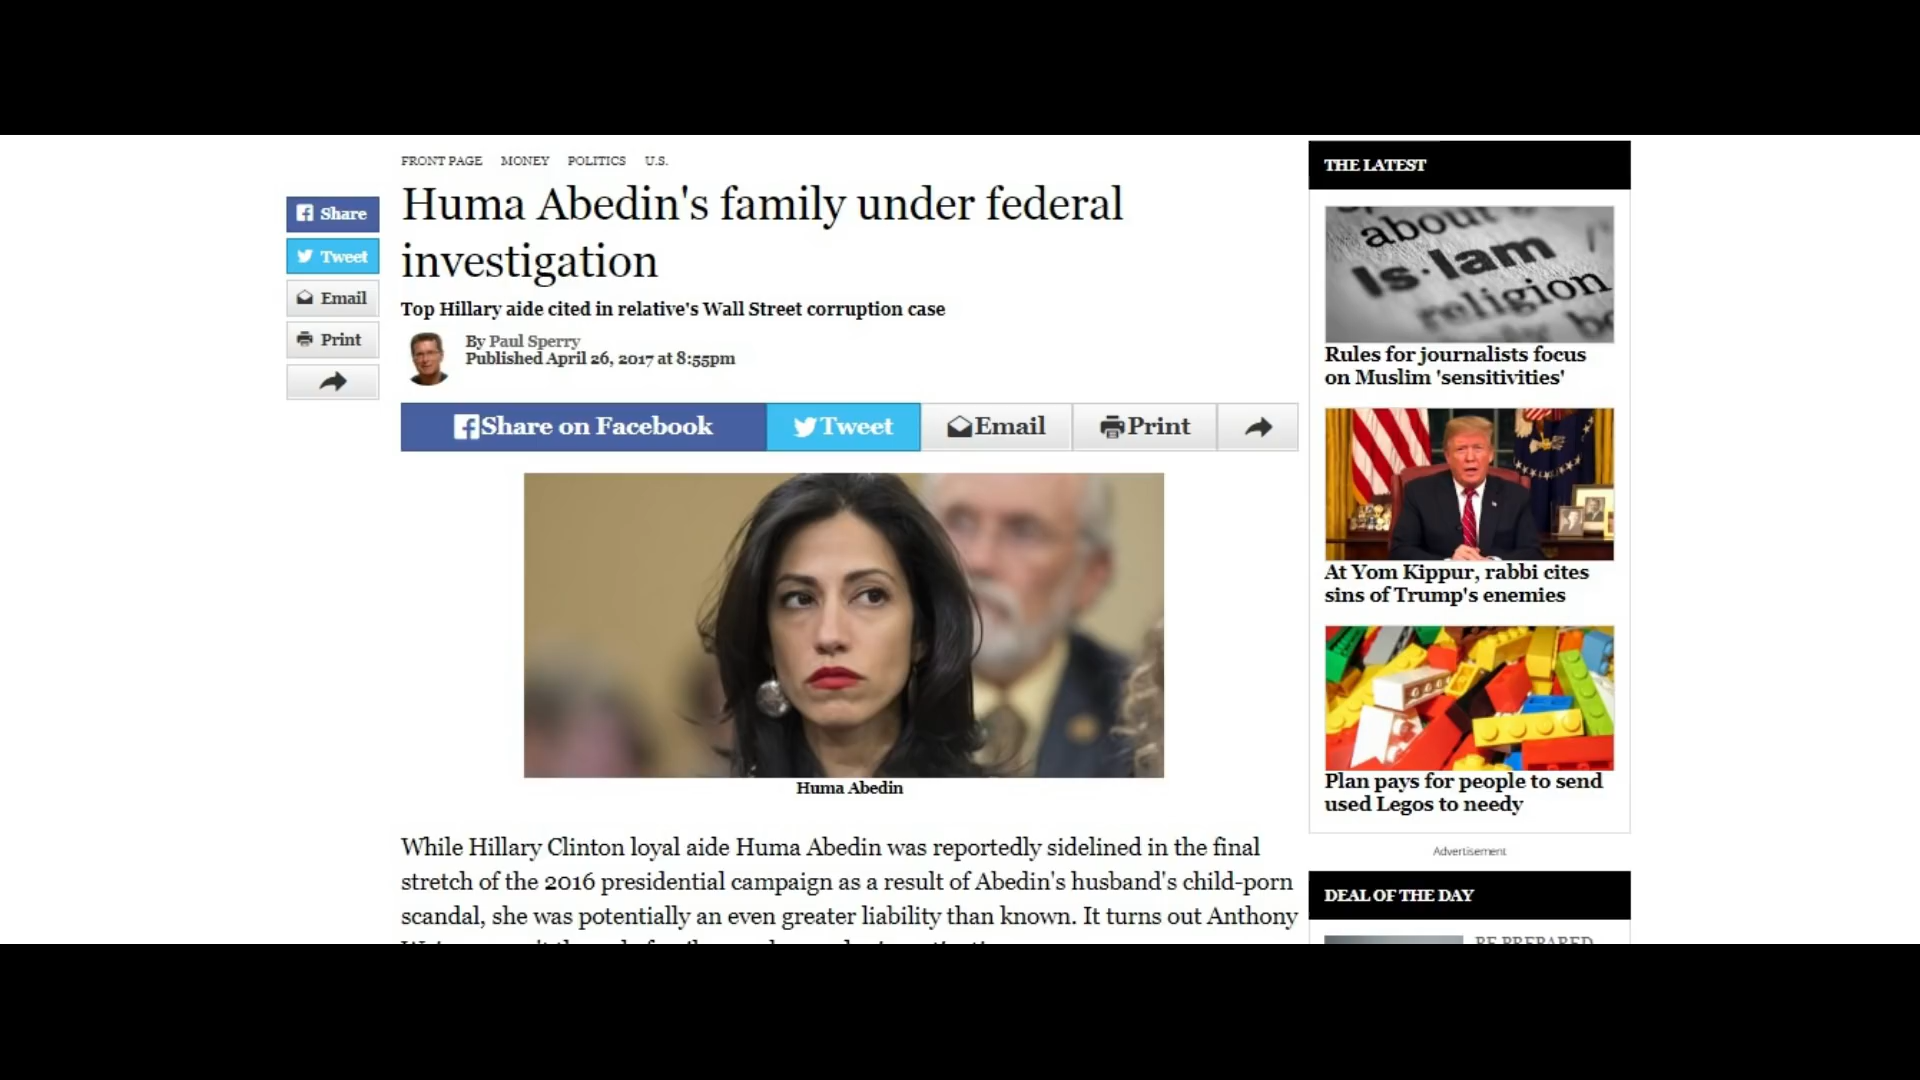 FRONT PAGE MONEY POLITICS U.S.
Huma Abedin's family under federal
investigation
Top Hillary aide cited in relative's Wall Street corruption case
By Paul Sperry
Published April 26, 2017 at 8:55pm
Share
Tweet
Email
Print
Share on Facebook
Tweet
Email
Print
Huma Abedin
While Hillary Clinton loyal aide Huma Abedin was reportedly sidelined in the final
stretch of the 2016 presidential campaign as a result of Abedin's husband's child-porn
scandal, she was potentially an even greater liability than known. It turns out Anthony
THE LATEST
about
Is·lam
religion
Rules for journalists focus
on Muslim 'sensitivities'
At Yom Kippur, rabbi cites
sins of Trump's enemies
Plan pays for people to send
used Legos to needy
Advertisement
DEAL OF THE DAY
BE PREPARED